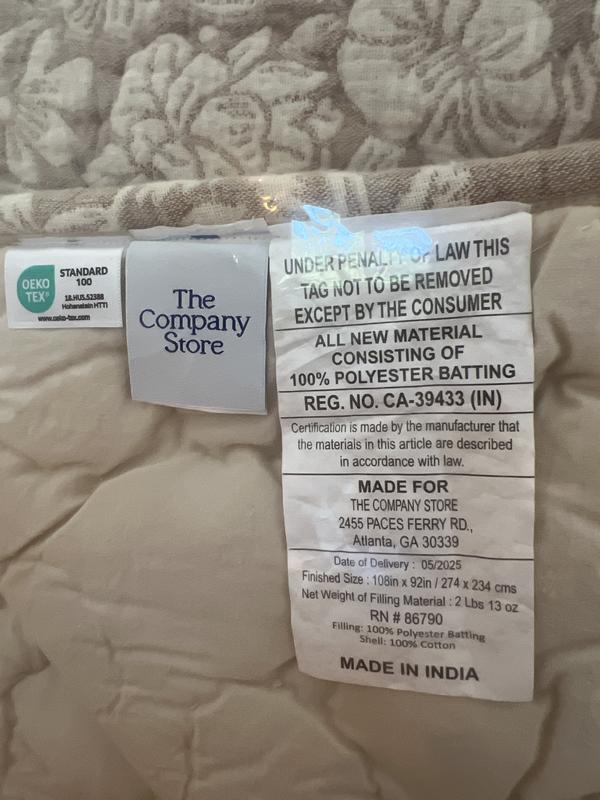 OEKO
TEX®
STANDARD
100
18.HUS.52388
Hohenstein HTTI
www.oeko-tex.com
The
Company
Store
UNDER PENALTY OF LAW THIS
TAG NOT TO BE REMOVED
EXCEPT BY THE CONSUMER
ALL NEW MATERIAL
CONSISTING OF
100% POLYESTER BATTING
REG. NO. CA-39433 (IN)
Certification is made by the manufacturer that
the materials in this article are described
in accordance with law.
MADE FOR
THE COMPANY STORE
2455 PACES FERRY RD.,
Atlanta, GA 30339
Date of Delivery : 05/2025
Finished Size : 108in x 92in / 274 x 234 cms
Net Weight of Filling Material : 2 Lbs 13 oz
RN # 86790
Filling: 100% Polyester Batting
Shell: 100% Cotton
MADE IN INDIA